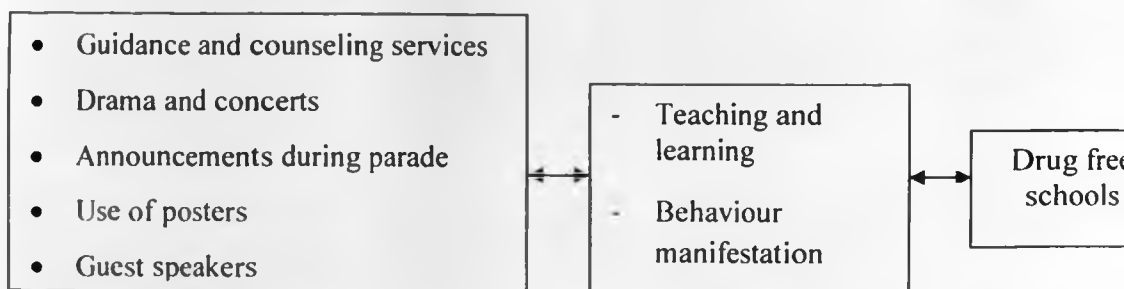 • Guidance and counseling services
• Drama and concerts
• Announcements during parade
• Use of posters
• Guest speakers
- Teaching and
learning
- Behaviour
manifestation
Drug free
schools